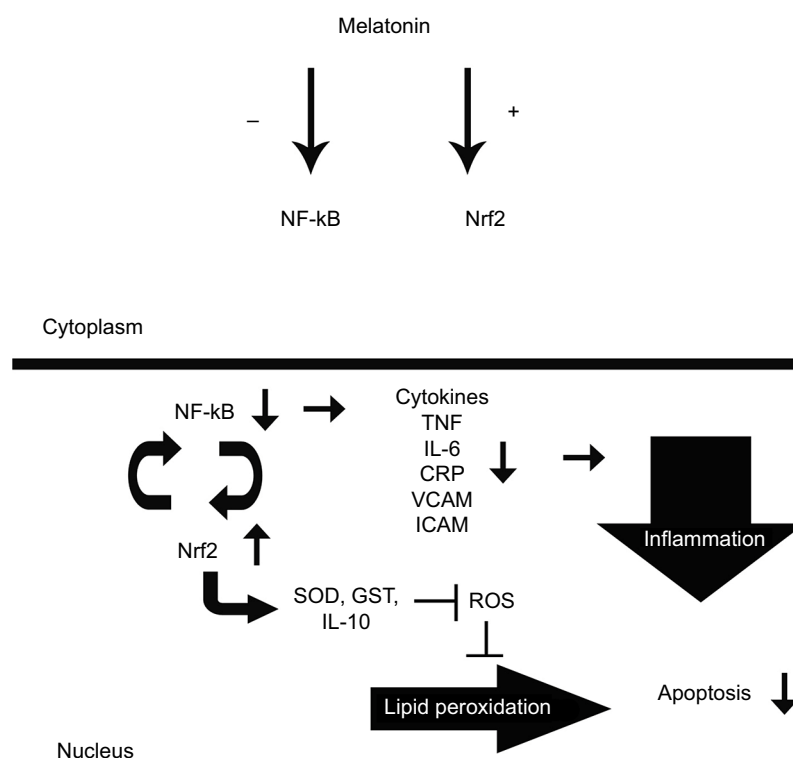 Melatonin
–
+
NF-kB
Nrf2
Cytoplasm
NF-kB
Cytokines
TNF
IL-6
CRP
VCAM
ICAM
Inflammation
Nrf2
SOD, GST,
IL-10
ROS
Lipid peroxidation
Apoptosis
Nucleus